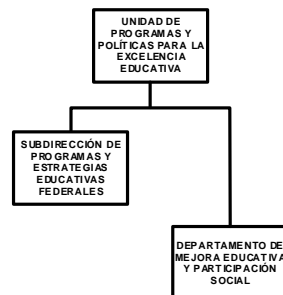 UNIDAD DE
PROGRAMAS Y
POLÍTICAS PARA LA
EXCELENCIA
EDUCATIVA
SUBDIRECCIÓN DE
PROGRAMAS Y
ESTRATEGIAS
EDUCATIVAS
FEDERALES
DEPARTAMENTO DE
MEJORA EDUCATIVA
Y PARTICIPACIÓN
SOCIAL